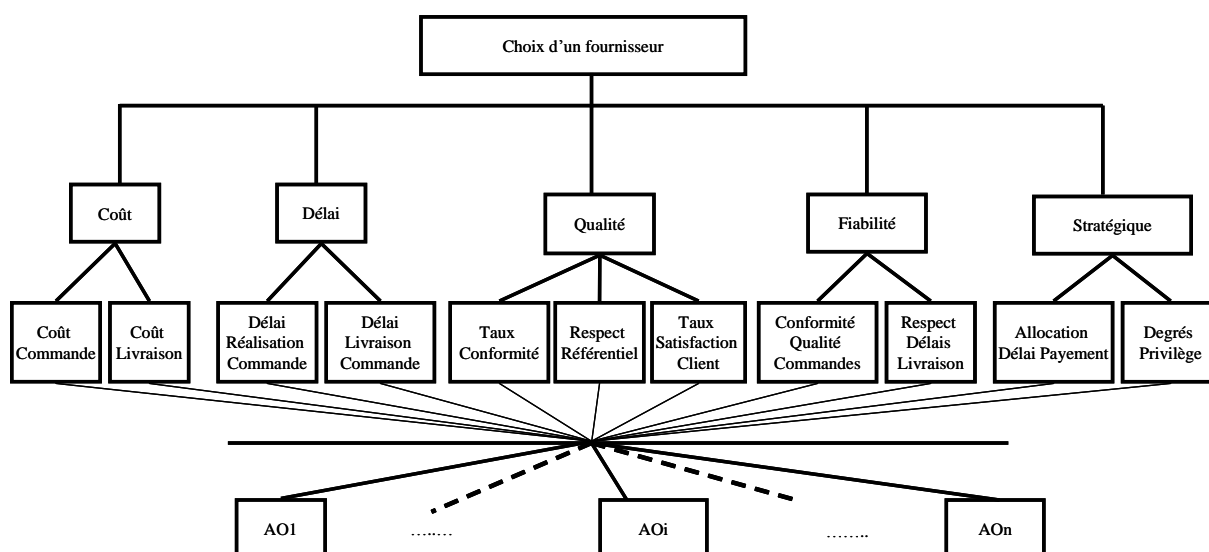 Choix d'un fournisseur
Coût
Délai
Qualité
Fiabilité
Stratégique
Coût
Commande
Coût
Livraison
Délai
Réalisation
Commande
Délai
Livraison
Commande
Taux
Conformité
Respect
Référentiel
Taux
Satisfaction
Client
Conformité
Qualité
Commandes
Respect
Délais
Livraison
Allocation
Délai Payement
Degrés
Privilège
AO1
……..
AOi
……..
AOn